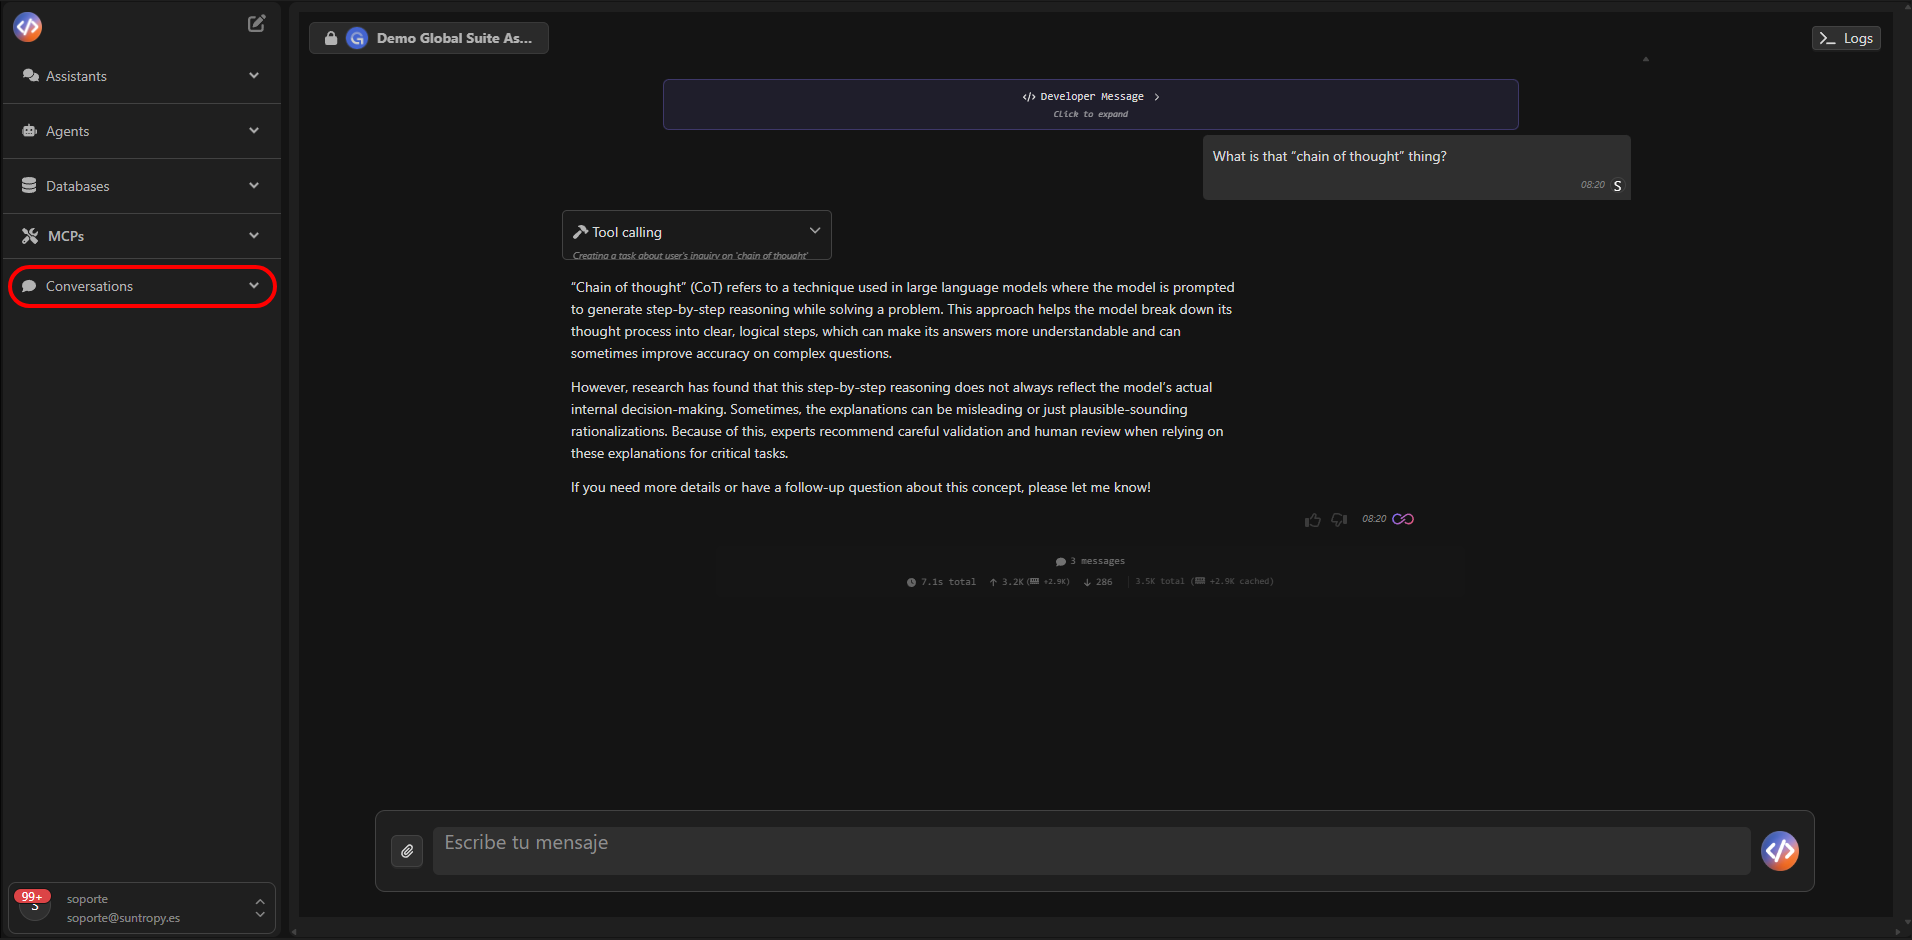 Assistants
Agents
Databases
MCPs
Conversations
99+
S
soporte
soporte@suntropy.es
Demo Global Suite As...
Logs
</> Developer Message
Click to expand
What is that “chain of thought” thing?
08:20 S
Tool calling
Creating a task about user's inquiry on 'chain of thought'
“Chain of thought” (CoT) refers to a technique used in large language models where the model is prompted
to generate step-by-step reasoning while solving a problem. This approach helps the model break down its
thought process into clear, logical steps, which can make its answers more understandable and can
sometimes improve accuracy on complex questions.
However, research has found that this step-by-step reasoning does not always reflect the model’s actual
internal decision-making. Sometimes, the explanations can be misleading or just plausible-sounding
rationalizations. Because of this, experts recommend careful validation and human review when relying on
these explanations for critical tasks.
If you need more details or have a follow-up question about this concept, please let me know!
08:20
3 messages
7.1s total ↑ 3.2K ( +2.9K) ↓ 286 | 3.5K total ( +2.9K cached)
Escribe tu mensaje